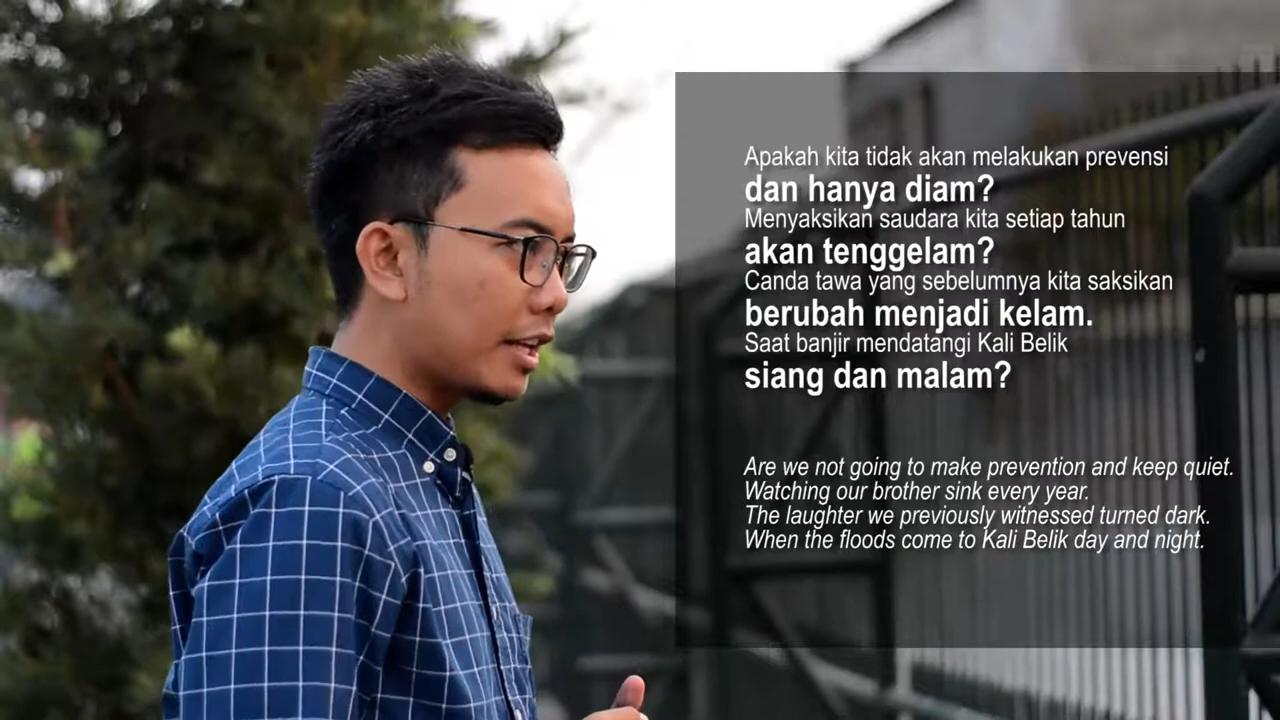 Apakah kita tidak akan melakukan prevensi
dan hanya diam?
Menyaksikan saudara kita setiap tahun
akan tenggelam?
Canda tawa yang sebelumnya kita saksikan
berubah menjadi kelam.
Saat banjir mendatangi Kali Belik
siang dan malam?
Are we not going to make prevention and keep quiet.
Watching our brother sink every year.
The laughter we previously witnessed turned dark.
When the floods come to Kali Belik day and night.